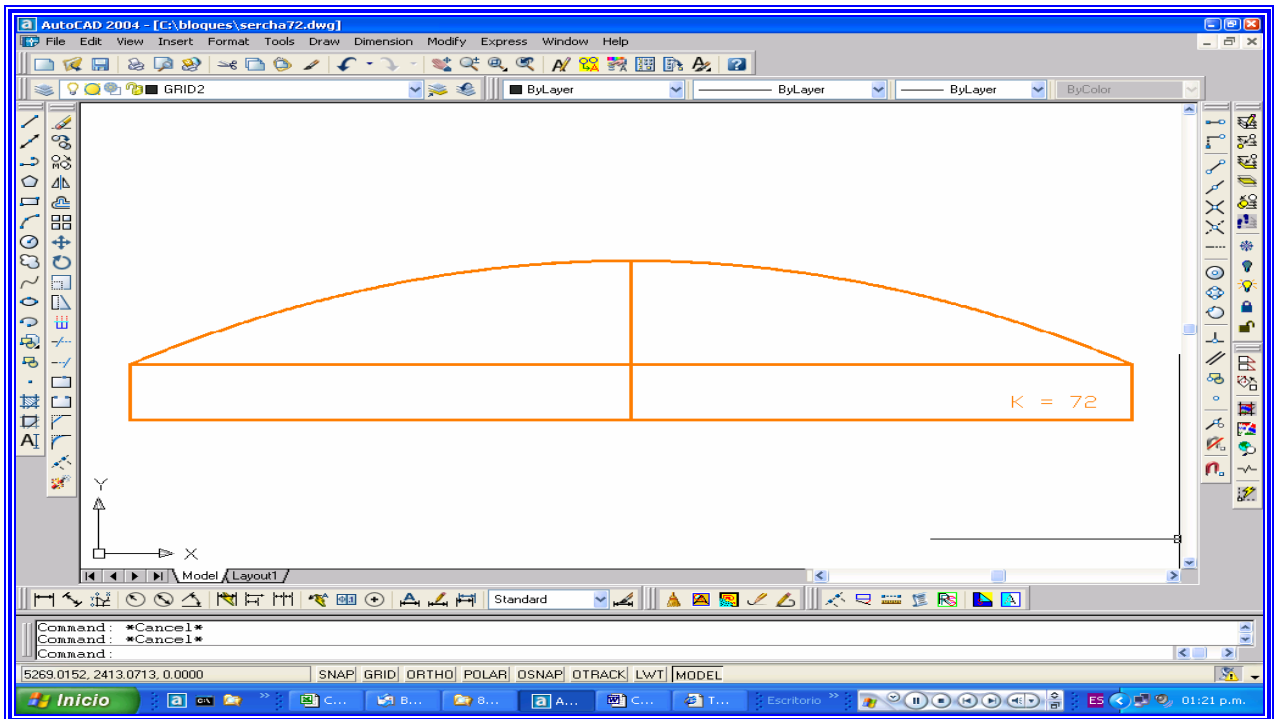 AutoCAD 2004 - [C:\bloques\sercha72.dwg]
File Edit View Insert Format Tools Draw Dimension Modify Express Window Help
GRID2 ByLayer ByLayer ByLayer ByColor
K = 72
Y
X
Model Layout1
Standard
Command: *Cancel*
Command: *Cancel*
Command:
5269.0152, 2413.0713, 0.0000 SNAP GRID ORTHO POLAR OSNAP OTRACK LWT MODEL
Inicio C... B... 8... A... C... T... Escritorio ES 01:21 p.m.